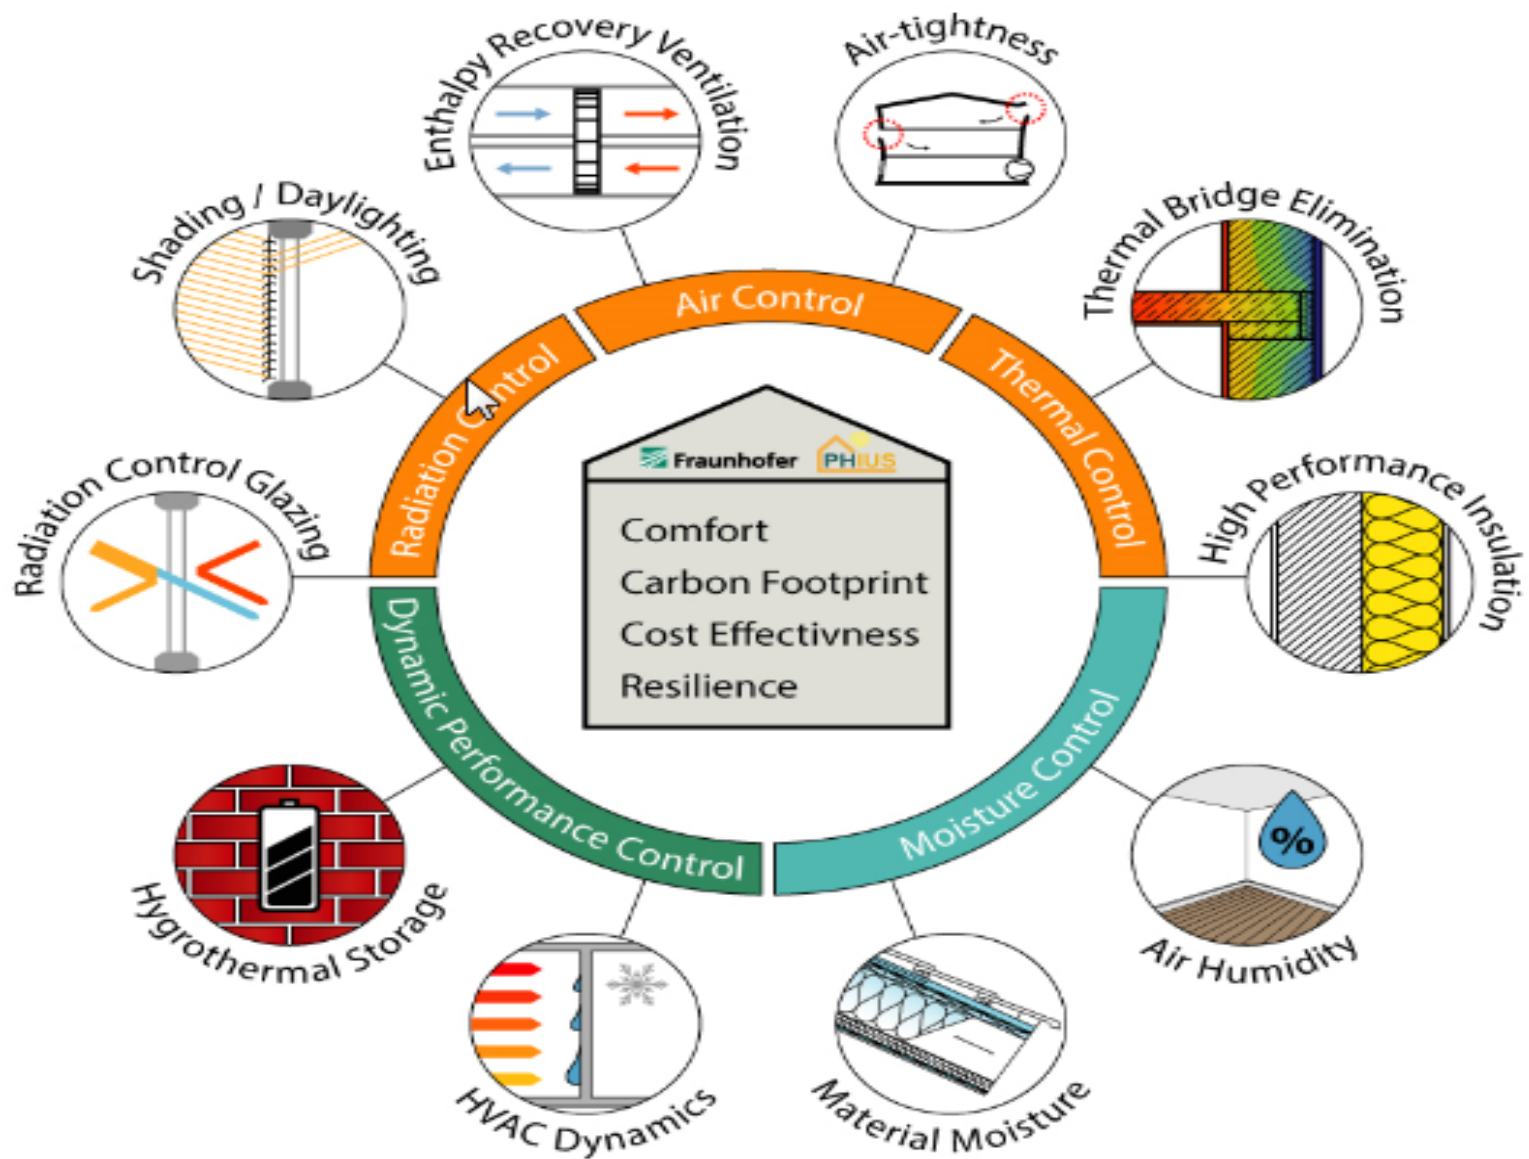 Enthalpy Recovery Ventilation
Air-tightness
Shading / Daylighting
Thermal Bridge Elimination
Air Control
Radiation Control
Thermal Control
Radiation Control Glazing
High Performance Insulation
Fraunhofer
PHIUS
Comfort
Carbon Footprint
Cost Effectivness
Resilience
Dynamic Performance Control
Moisture Control
%
Hygrothermal Storage
Air Humidity
HVAC Dynamics
Material Moisture